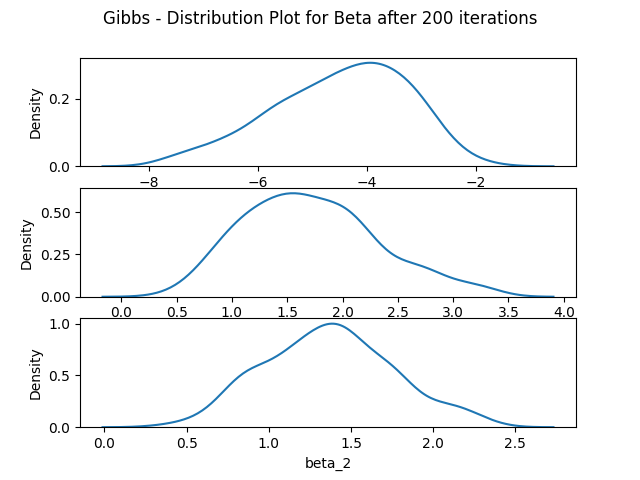 Gibbs - Distribution Plot for Beta after 200 iterations
Density
0.2
0.0
−8 −6 −4 −2
Density
0.50
0.25
0.00
0.0 0.5 1.0 1.5 2.0 2.5 3.0 3.5 4.0
Density
1.0
0.5
0.0
0.0 0.5 1.0 1.5 2.0 2.5
beta_2